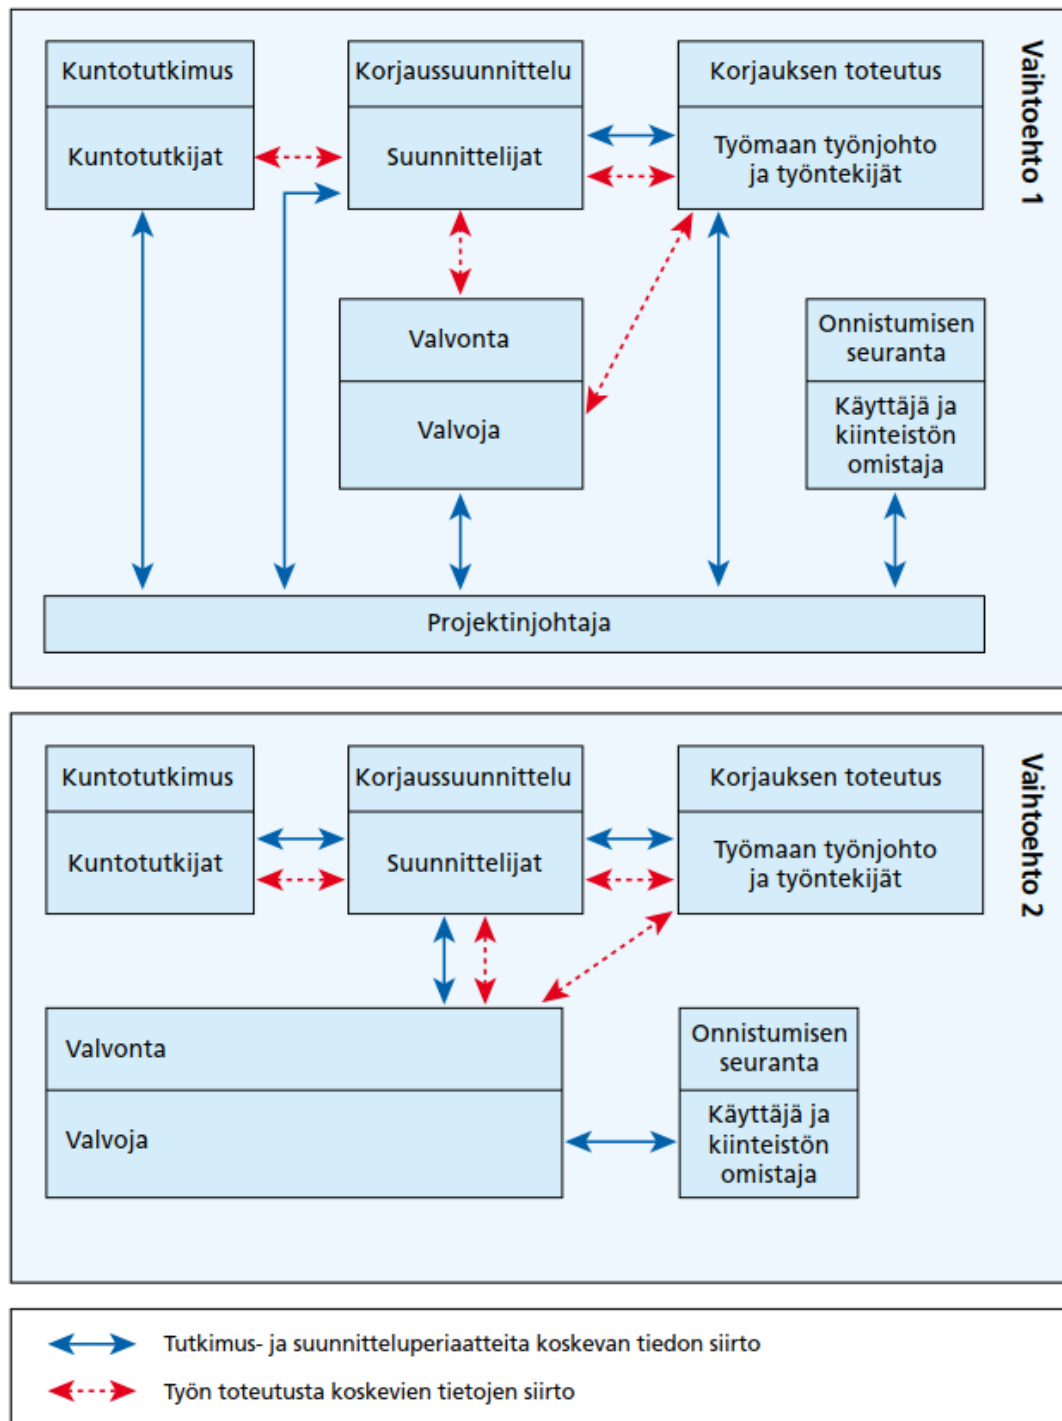 Vaihtoehto 1
Kuntotutkimus
Kuntotutkijat
Korjaussuunnittelu
Suunnittelijat
Korjauksen toteutus
Työmaan työnjohto
ja työntekijät
Valvonta
Valvoja
Onnistumisen
seuranta
Käyttäjä ja
kiinteistön
omistaja
Projektinjohtaja
Vaihtoehto 2
Kuntotutkimus
Kuntotutkijat
Korjaussuunnittelu
Suunnittelijat
Korjauksen toteutus
Työmaan työnjohto
ja työntekijät
Valvonta
Valvoja
Onnistumisen
seuranta
Käyttäjä ja
kiinteistön
omistaja
Tutkimus- ja suunnitteluperiaatteita koskevan tiedon siirto
Työn toteutusta koskevien tietojen siirto